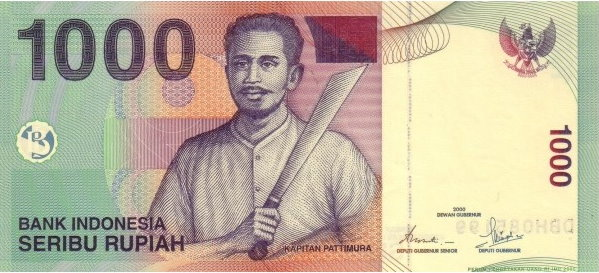 1000
BANK INDONESIA
SERIBU RUPIAH
KAPITAN PATTIMURA
1000
2000
DEWAN GUBERNUR
DEPUTI GUBERNUR SENIOR
DEPUTI GUBERNUR